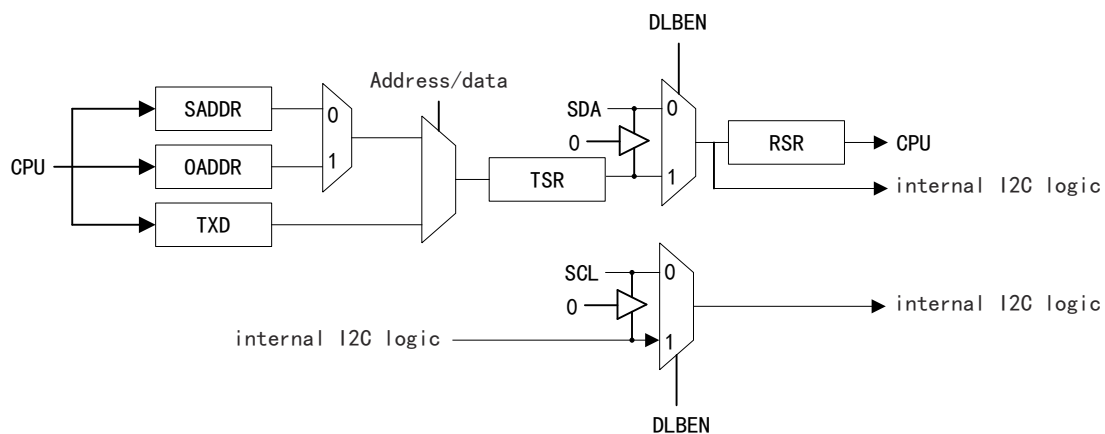 DLBEN
Address/data
SADDR
0
SDA
0
0
CPU
OADDR
1
TSR
1
RSR
CPU
TXD
internal I2C logic
SCL
0
0
internal I2C logic
internal I2C logic
1
DLBEN